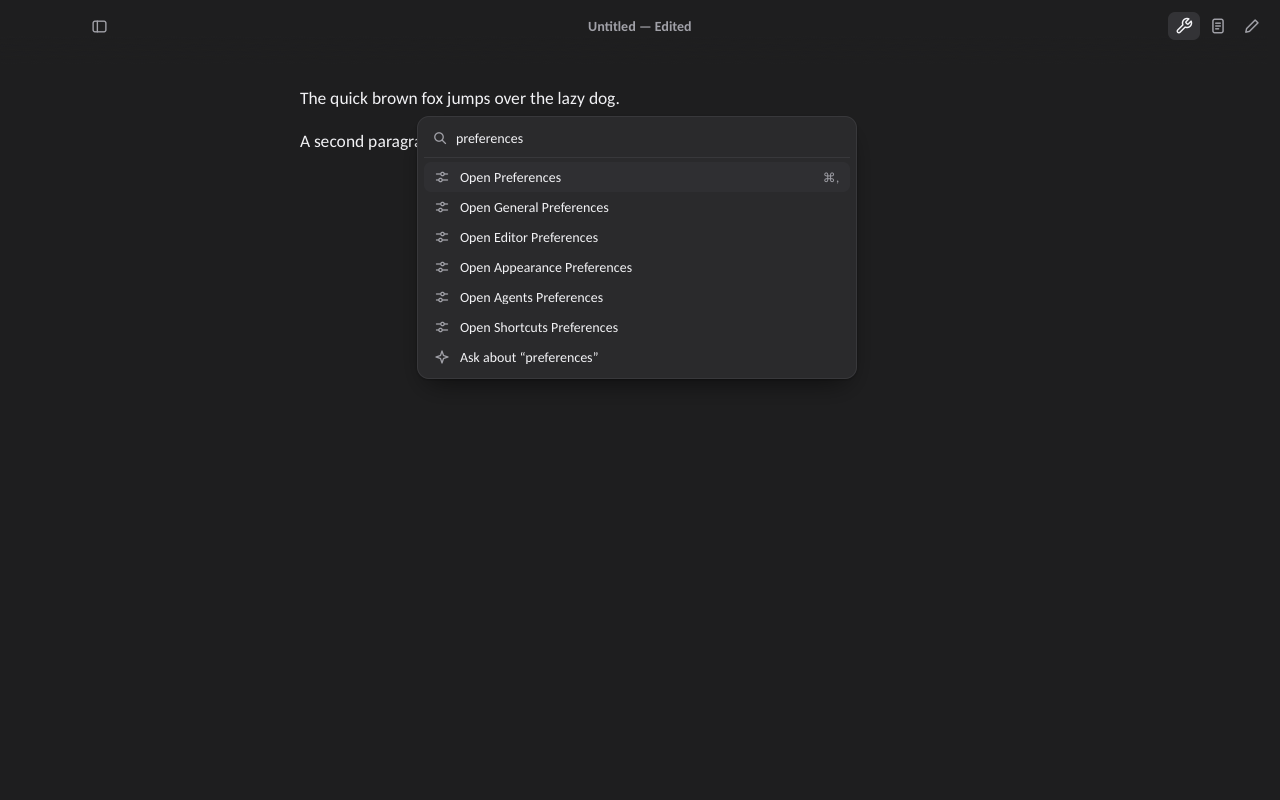 Untitled — Edited
The quick brown fox jumps over the lazy dog.
A second paragra
preferences
Open Preferences ⌘,
Open General Preferences
Open Editor Preferences
Open Appearance Preferences
Open Agents Preferences
Open Shortcuts Preferences
Ask about “preferences”